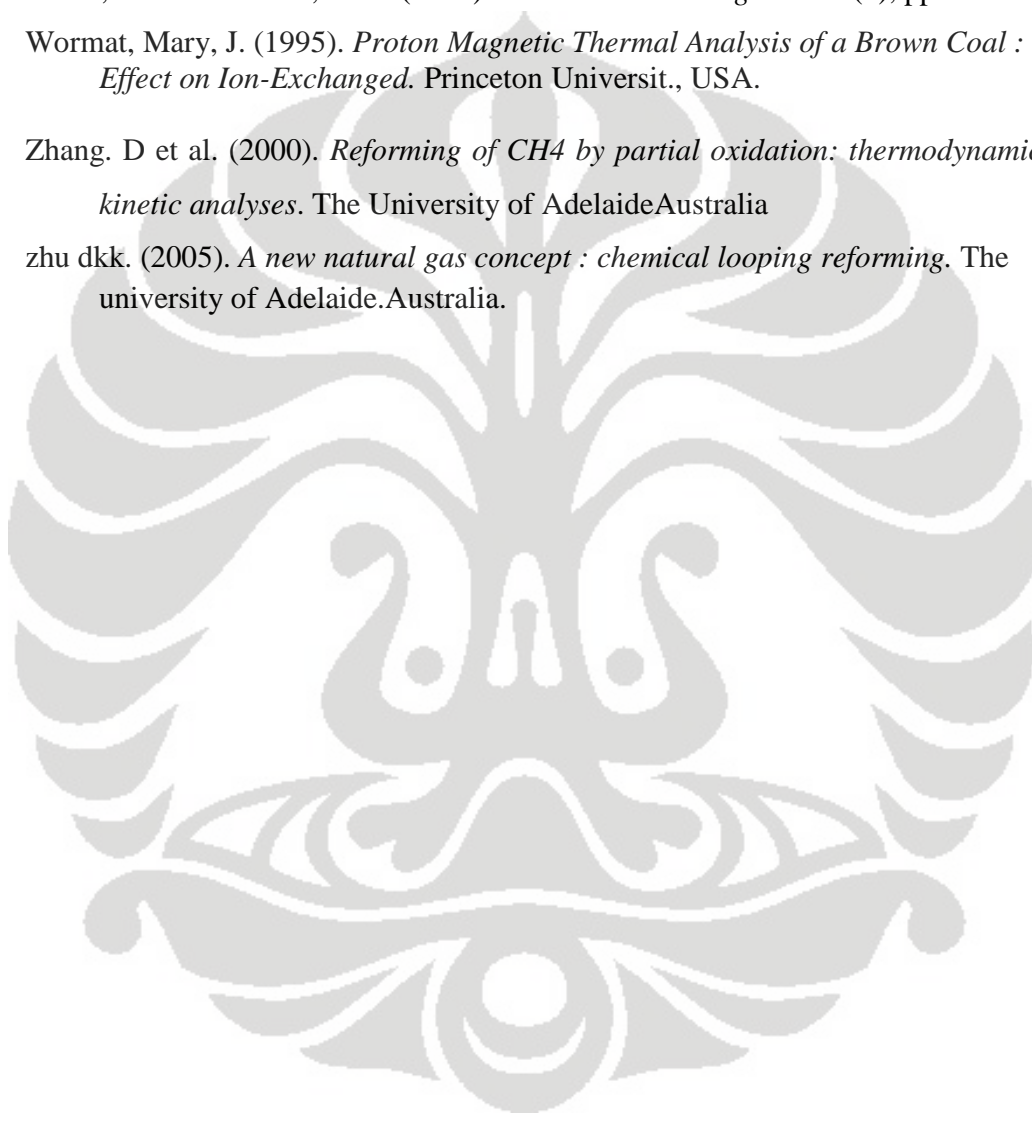 Wormat, Mary, J. (1995). Proton Magnetic Thermal Analysis of a Brown Coal :
Effect on Ion-Exchanged. Princeton Universit., USA.
Zhang. D et al. (2000). Reforming of CH4 by partial oxidation: thermodynamic
kinetic analyses. The University of AdelaideAustralia
zhu dkk. (2005). A new natural gas concept : chemical looping reforming. The
university of Adelaide.Australia.